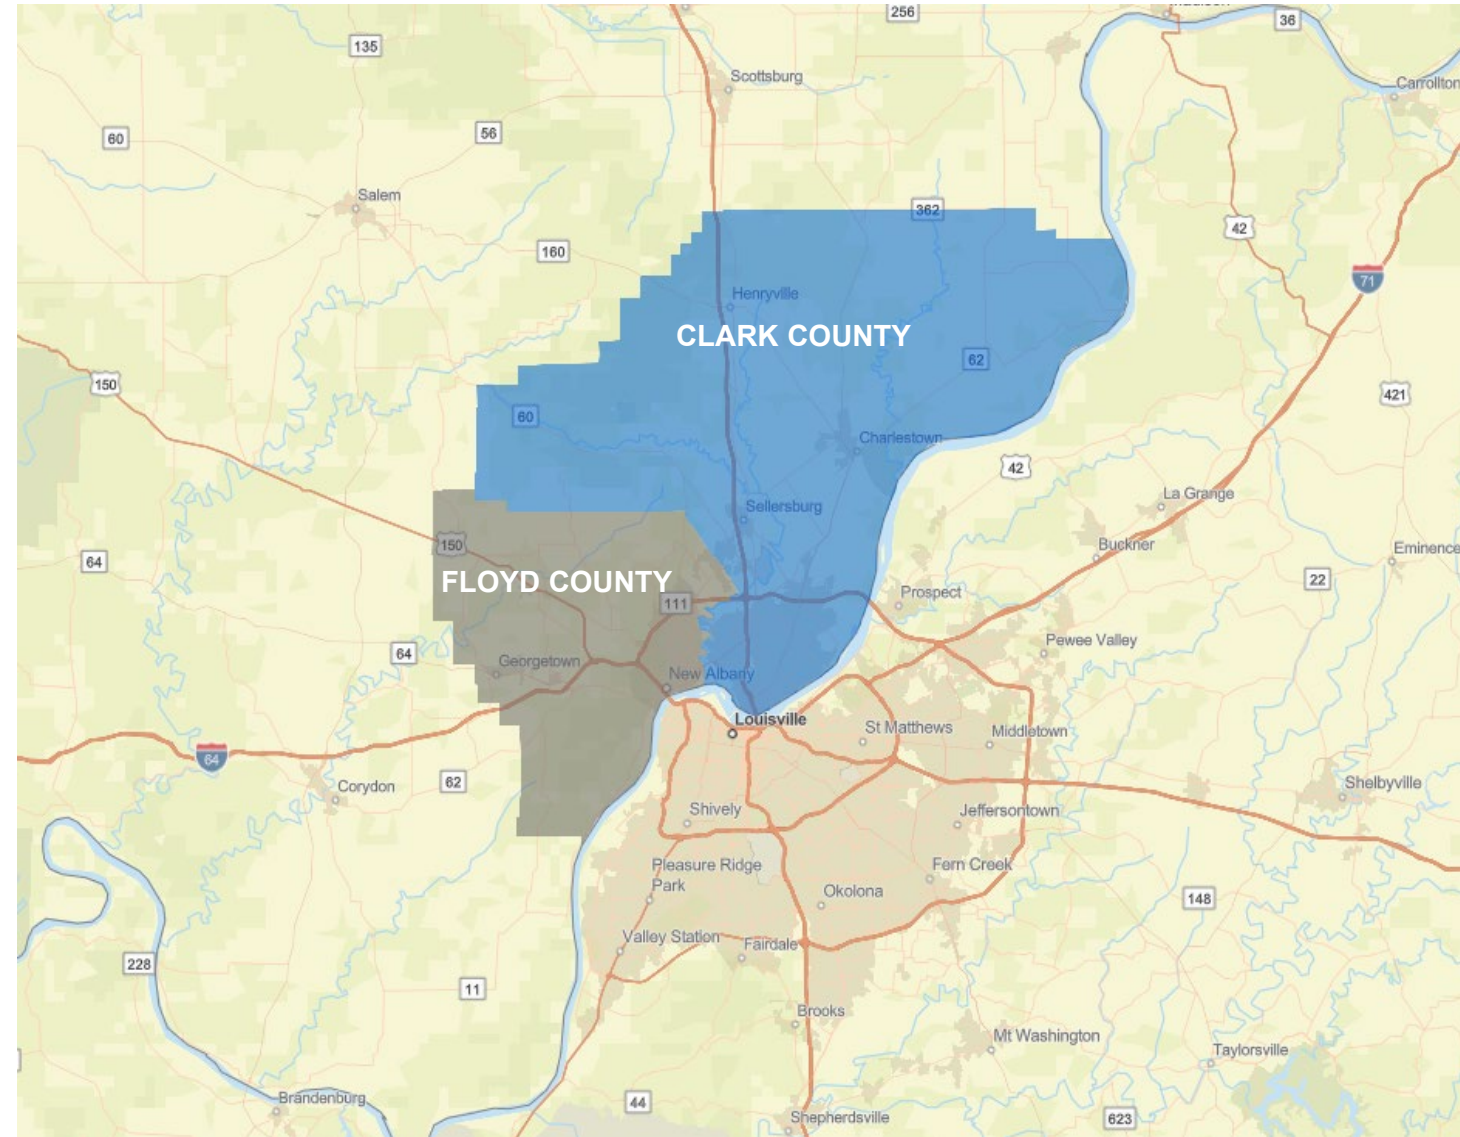 Madison
256
36
135
Scottsburg
Carrollton
60
56
Salem
362
42
160
71
Henryville
CLARK COUNTY
62
150
421
60
Charlestown
42
La Grange
Sellersburg
150
Buckner
Eminence
64
FLOYD COUNTY
22
111
Prospect
Pewee Valley
64
Georgetown
New Albany
Louisville
St Matthews
Middletown
64
62
Corydon
Shelbyville
Shively
Jeffersontown
Pleasure Ridge
Park
Fern Creek
Okolona
148
Valley Station
Fairdale
228
11
Brooks
Mt Washington
Taylorsville
Brandenburg
44
Shepherdsville
623